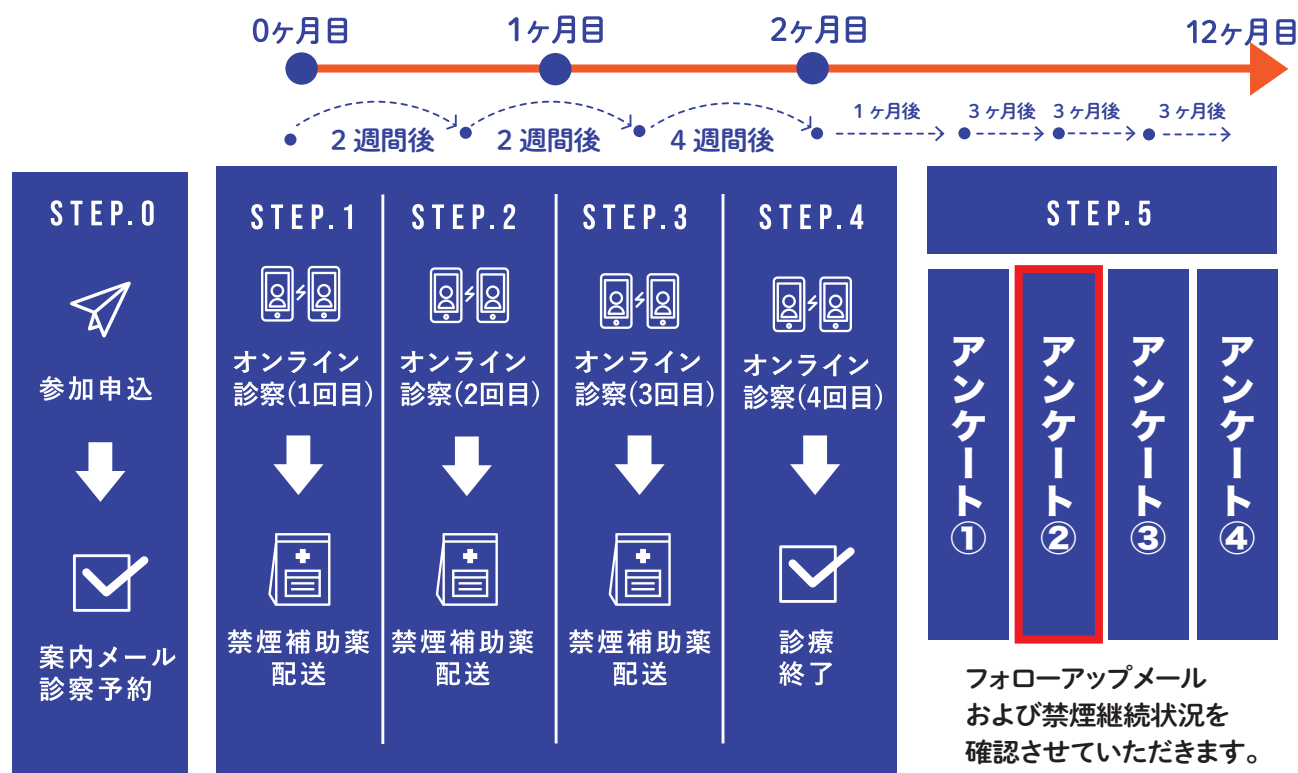 0ヶ月目
1ヶ月目
2ヶ月目
12ヶ月目
2週間後
2週間後
4週間後
1ヶ月後
3ヶ月後
3ヶ月後
3ヶ月後
STEP.0
参加申込
案内メール
診察予約
STEP.1
オンライン
診察(1回目)
禁煙補助薬
配送
STEP.2
オンライン
診察(2回目)
禁煙補助薬
配送
STEP.3
オンライン
診察(3回目)
禁煙補助薬
配送
STEP.4
オンライン
診察(4回目)
診療
終了
STEP.5
アンケート①
アンケート②
アンケート③
アンケート④
フォローアップメール
および禁煙継続状況を
確認させていただきます。